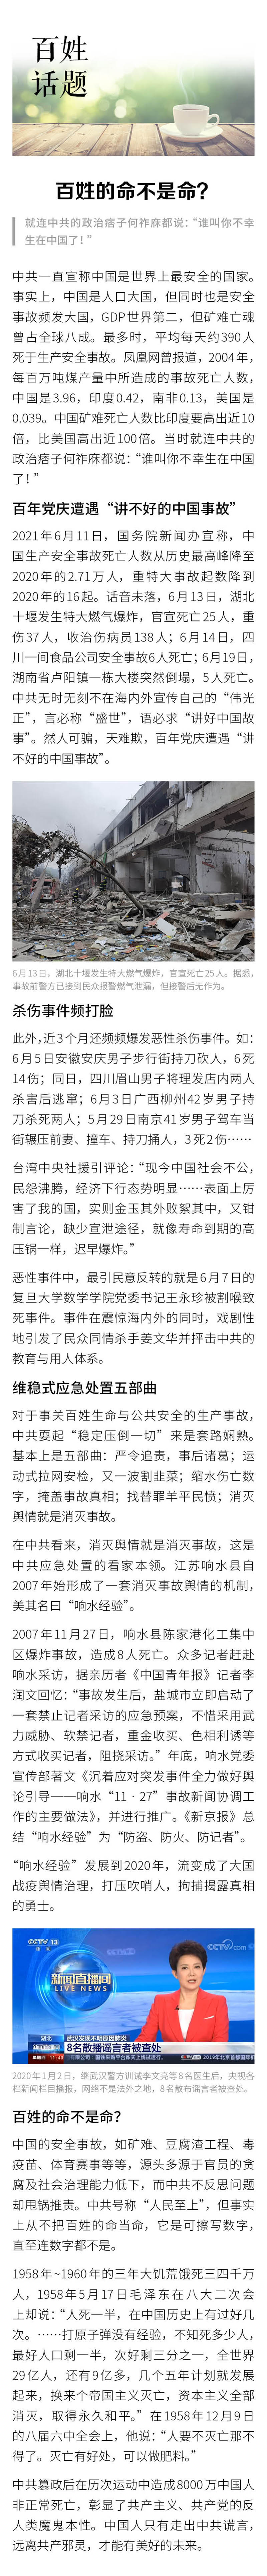 百姓
话题
百姓的命不是命？
就连中共的政治痞子何祚庥都说：“谁叫你不幸
生在中国了！”
中共一直宣称中国是世界上最安全的国家。
事实上，中国是人口大国，但同时也是安全
事故频发大国，GDP世界第二，但矿难亡魂
曾占全球八成。最多时，平均每天约390人
死于生产安全事故。凤凰网曾报道，2004年，
每百万吨煤产量中所造成的事故死亡人数，
中国是3.96，印度0.42，南非0.13，美国是
0.039。中国矿难死亡人数比印度要高出近10
倍，比美国高出近100倍。当时就连中共的
政治痞子何祚庥都说：“谁叫你不幸生在中国
了！”
百年党庆遭遇“讲不好的中国事故”
2021年6月11日，国务院新闻办宣称，中
国生产安全事故死亡人数从历史最高峰降至
2020年的2.71万人，重特大事故起数降到
2020年的16起。话音未落，6月13日，湖北
十堰发生特大燃气爆炸，官宣死亡25人，重
伤37人，收治伤病员138人；6月14日，四
川一间食品公司安全事故6人死亡；6月19日，
湖南省卢阳镇一栋大楼突然倒塌，5人死亡。
中共无时无刻不在海内外宣传自己的“伟光
正”，言必称“盛世”，语必求“讲好中国故
事”。然人可骗，天难欺，百年党庆遭遇“讲
不好的中国事故”。
6月13日，湖北十堰发生特大燃气爆炸，官宣死亡25人。据悉，
事故前警方已接到民众报警燃气泄漏，但接警后无作为。
杀伤事件频打脸
此外，近3个月还频频爆发恶性杀伤事件。如：
6月5日安徽安庆男子步行街持刀砍人，6死
14伤；同日，四川眉山男子将理发店内两人
杀害后逃窜；6月3日广西柳州42岁男子持
刀杀死两人；5月29日南京41岁男子驾车当
街辗压前妻、撞车、持刀捅人，3死2伤……
台湾中央社援引评论：“现今中国社会不公，
民怨沸腾，经济下行态势明显……表面上厉
害了我的国，实则金玉其外败絮其中，又钳
制言论，缺少宣泄途径，就像寿命到期的高
压锅一样，迟早爆炸。”
恶性事件中，最引民意反转的就是6月7日的
复旦大学数学学院党委书记王永珍被割喉致
死事件。事件在震惊海内外的同时，戏剧性
地引发了民众同情杀手姜文华并抨击中共的
教育与用人体系。
维稳式应急处置五部曲
对于事关百姓生命与公共安全的生产事故，
中共耍起“稳定压倒一切”来是套路娴熟。
基本上是五部曲：严令追责，事后诸葛；运
动式拉网安检，又一波割韭菜；缩水伤亡数
字，掩盖事故真相；找替罪羊平民愤；消灭
舆情就是消灭事故。
在中共看来，消灭舆情就是消灭事故，这是
中共应急处置的看家本领。江苏响水县自
2007年始形成了一套消灭事故舆情的机制，
美其名曰“响水经验”。
2007年11月27日，响水县陈家港化工集中
区爆炸事故，造成8人死亡。众多记者赶赴
响水采访，据亲历者《中国青年报》记者李
润文回忆：“事故发生后，盐城市立即启动了
一套禁止记者采访的应急预案，不惜采用武
力威胁、软禁记者，重金收买、色相利诱等
方式收买记者，阻挠采访。”年底，响水党委
宣传部著文《沉着应对突发事件全力做好舆
论引导——响水“11·27”事故新闻协调工
作的主要做法》，并进行推广。《新京报》总
结“响水经验”为“防盗、防火、防记者”。
“响水经验”发展到2020年，流变成了大国
战疫舆情治理，打压吹哨人，拘捕揭露真相
的勇士。
CCTV 13
新闻
cctv.com
新闻直播间
LIVE NEWS
湖北
武汉发现不明原因肺炎
8名散播谣言者被查处
2020年1月2日，继武汉警方训诫李文亮等8名医生后，央视各
档新闻栏目播报，网络不是法外之地，8名散布谣言者被查处。
百姓的命不是命？
中国的安全事故，如矿难、豆腐渣工程、毒
疫苗、体育赛事等等，源头多源于官员的贪
腐及社会治理能力低下，而中共不反思问题
却甩锅推责。中共号称“人民至上”，但事实
上从不把百姓的命当命，它是可擦写数字，
直至连数字都不是。
1958年~1960年的三年大饥荒饿死三四千万
人，1958年5月17日毛泽东在八大二次会
上却说：“人死一半，在中国历史上有过好几
次。……打原子弹没有经验，不知死多少人，
最好人口剩一半，次好剩三分之一，全世界
29亿人，还有9亿多，几个五年计划就发展
起来，换来个帝国主义灭亡，资本主义全部
消灭，取得永久和平。”在1958年12月9日
的八届六中全会上，他说：“人要不灭亡那不
得了。灭亡有好处，可以做肥料。”
中共篡政后在历次运动中造成8000万中国人
非正常死亡，彰显了共产主义、共产党的反
人类魔鬼本性。中国人只有走出中共谎言，
远离共产邪灵，才能有美好的未来。